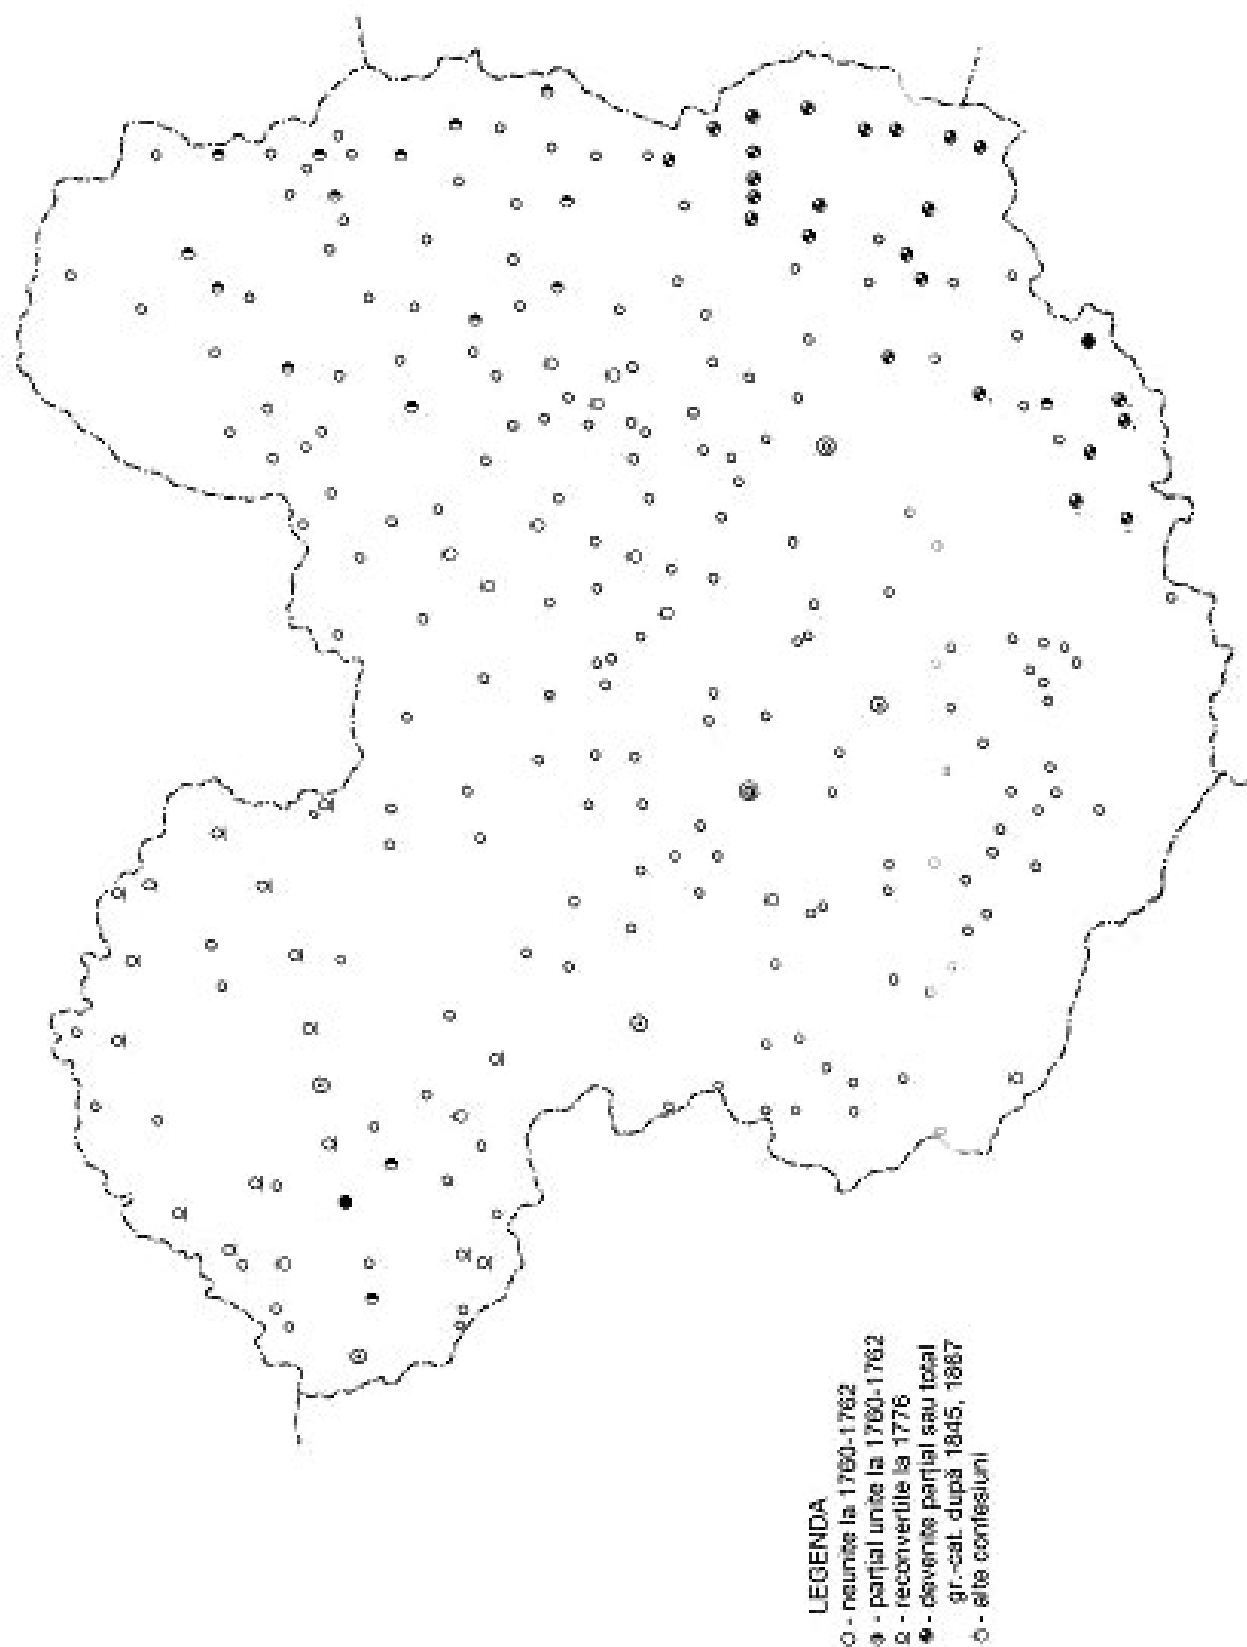 LEGENDA
O - neunite la 1760-1762
- parțial unite la 1760-1762
- reconvertite la 1776
- devenite parțial sau total
gr.-cat. după 1845, 1867
-O - alte confesiuni